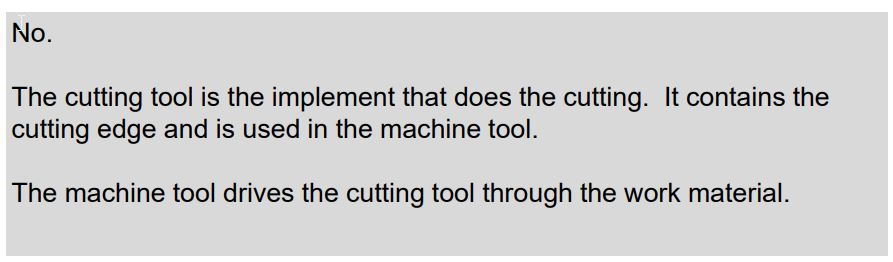 No.
The cutting tool is the implement that does the cutting.  It contains the
cutting edge and is used in the machine tool.
The machine tool drives the cutting tool through the work material.